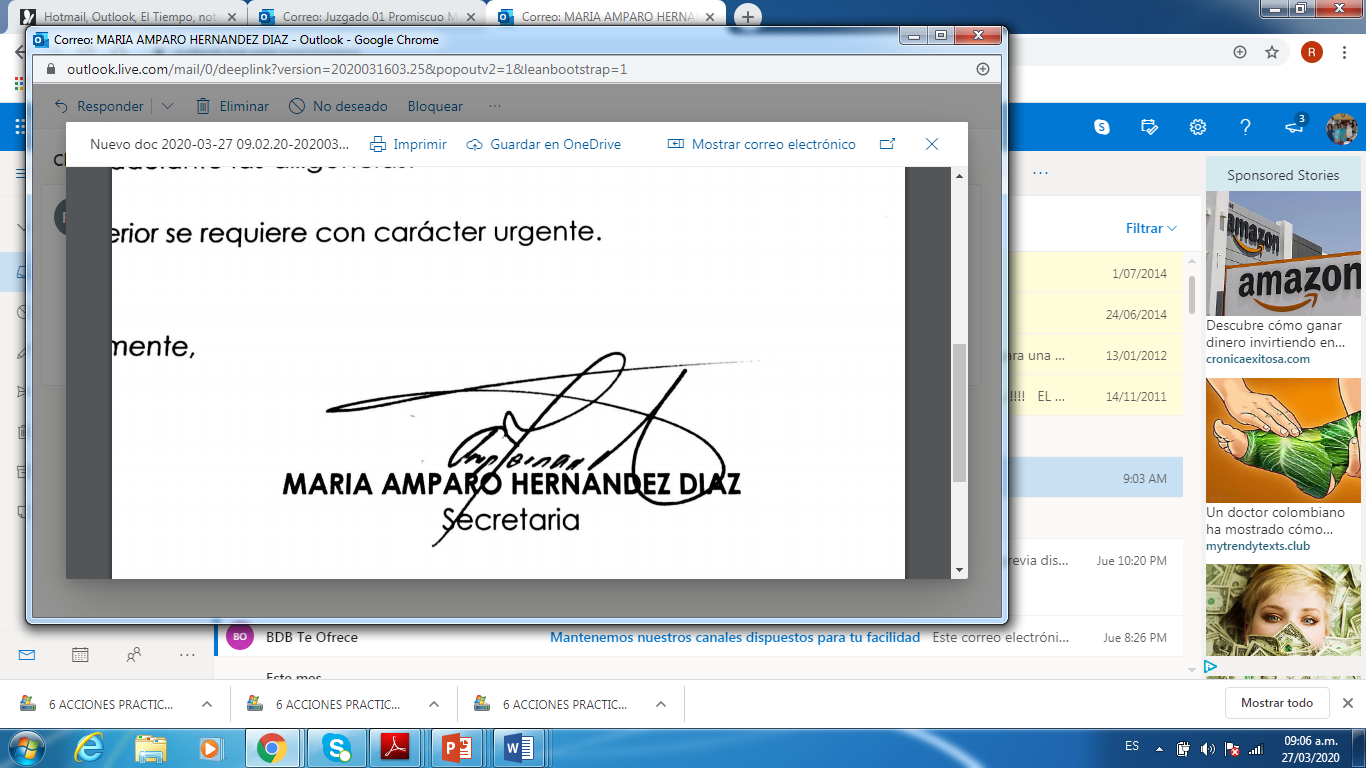 Hotmail, Outlook, El Tiempo, not
Correo: Juzgado 01 Promiscuo M
Correo: MARIA AMPARO HERNA
Correo: MARIA AMPARO HERNANDEZ DIAZ - Outlook - Google Chrome
outlook.live.com/mail/0/deeplink?version=2020031603.25&popoutv2=1&leanbootstrap=1
R
Responder
Eliminar
No deseado
Bloquear
...
3
Nuevo doc 2020-03-27 09.02.20-202003...
Imprimir
Guardar en OneDrive
Mostrar correo electrónico
erior se requiere con carácter urgente.
mente,
MARIA AMPARO HERNANDEZ DIAZ
Secretaria
...
Filtrar
1/07/2014
24/06/2014
ara una ... 13/01/2012
!!!! EL ... 14/11/2011
9:03 AM
revia dis... Jue 10:20 PM
BO BDB Te Ofrece Mantenemos nuestros canales dispuestos para tu facilidad Este correo electróni... Jue 8:26 PM
Este mes
Sponsored Stories
amazon
amazon
Descubre cómo ganar
dinero invirtiendo en...
cronicaexitosa.com
Un doctor colombiano
ha mostrado cómo...
mytrendytexts.club
6 ACCIONES PRACTIC...
6 ACCIONES PRACTIC...
6 ACCIONES PRACTIC...
Mostrar todo
ES
09:06 a.m.
27/03/2020